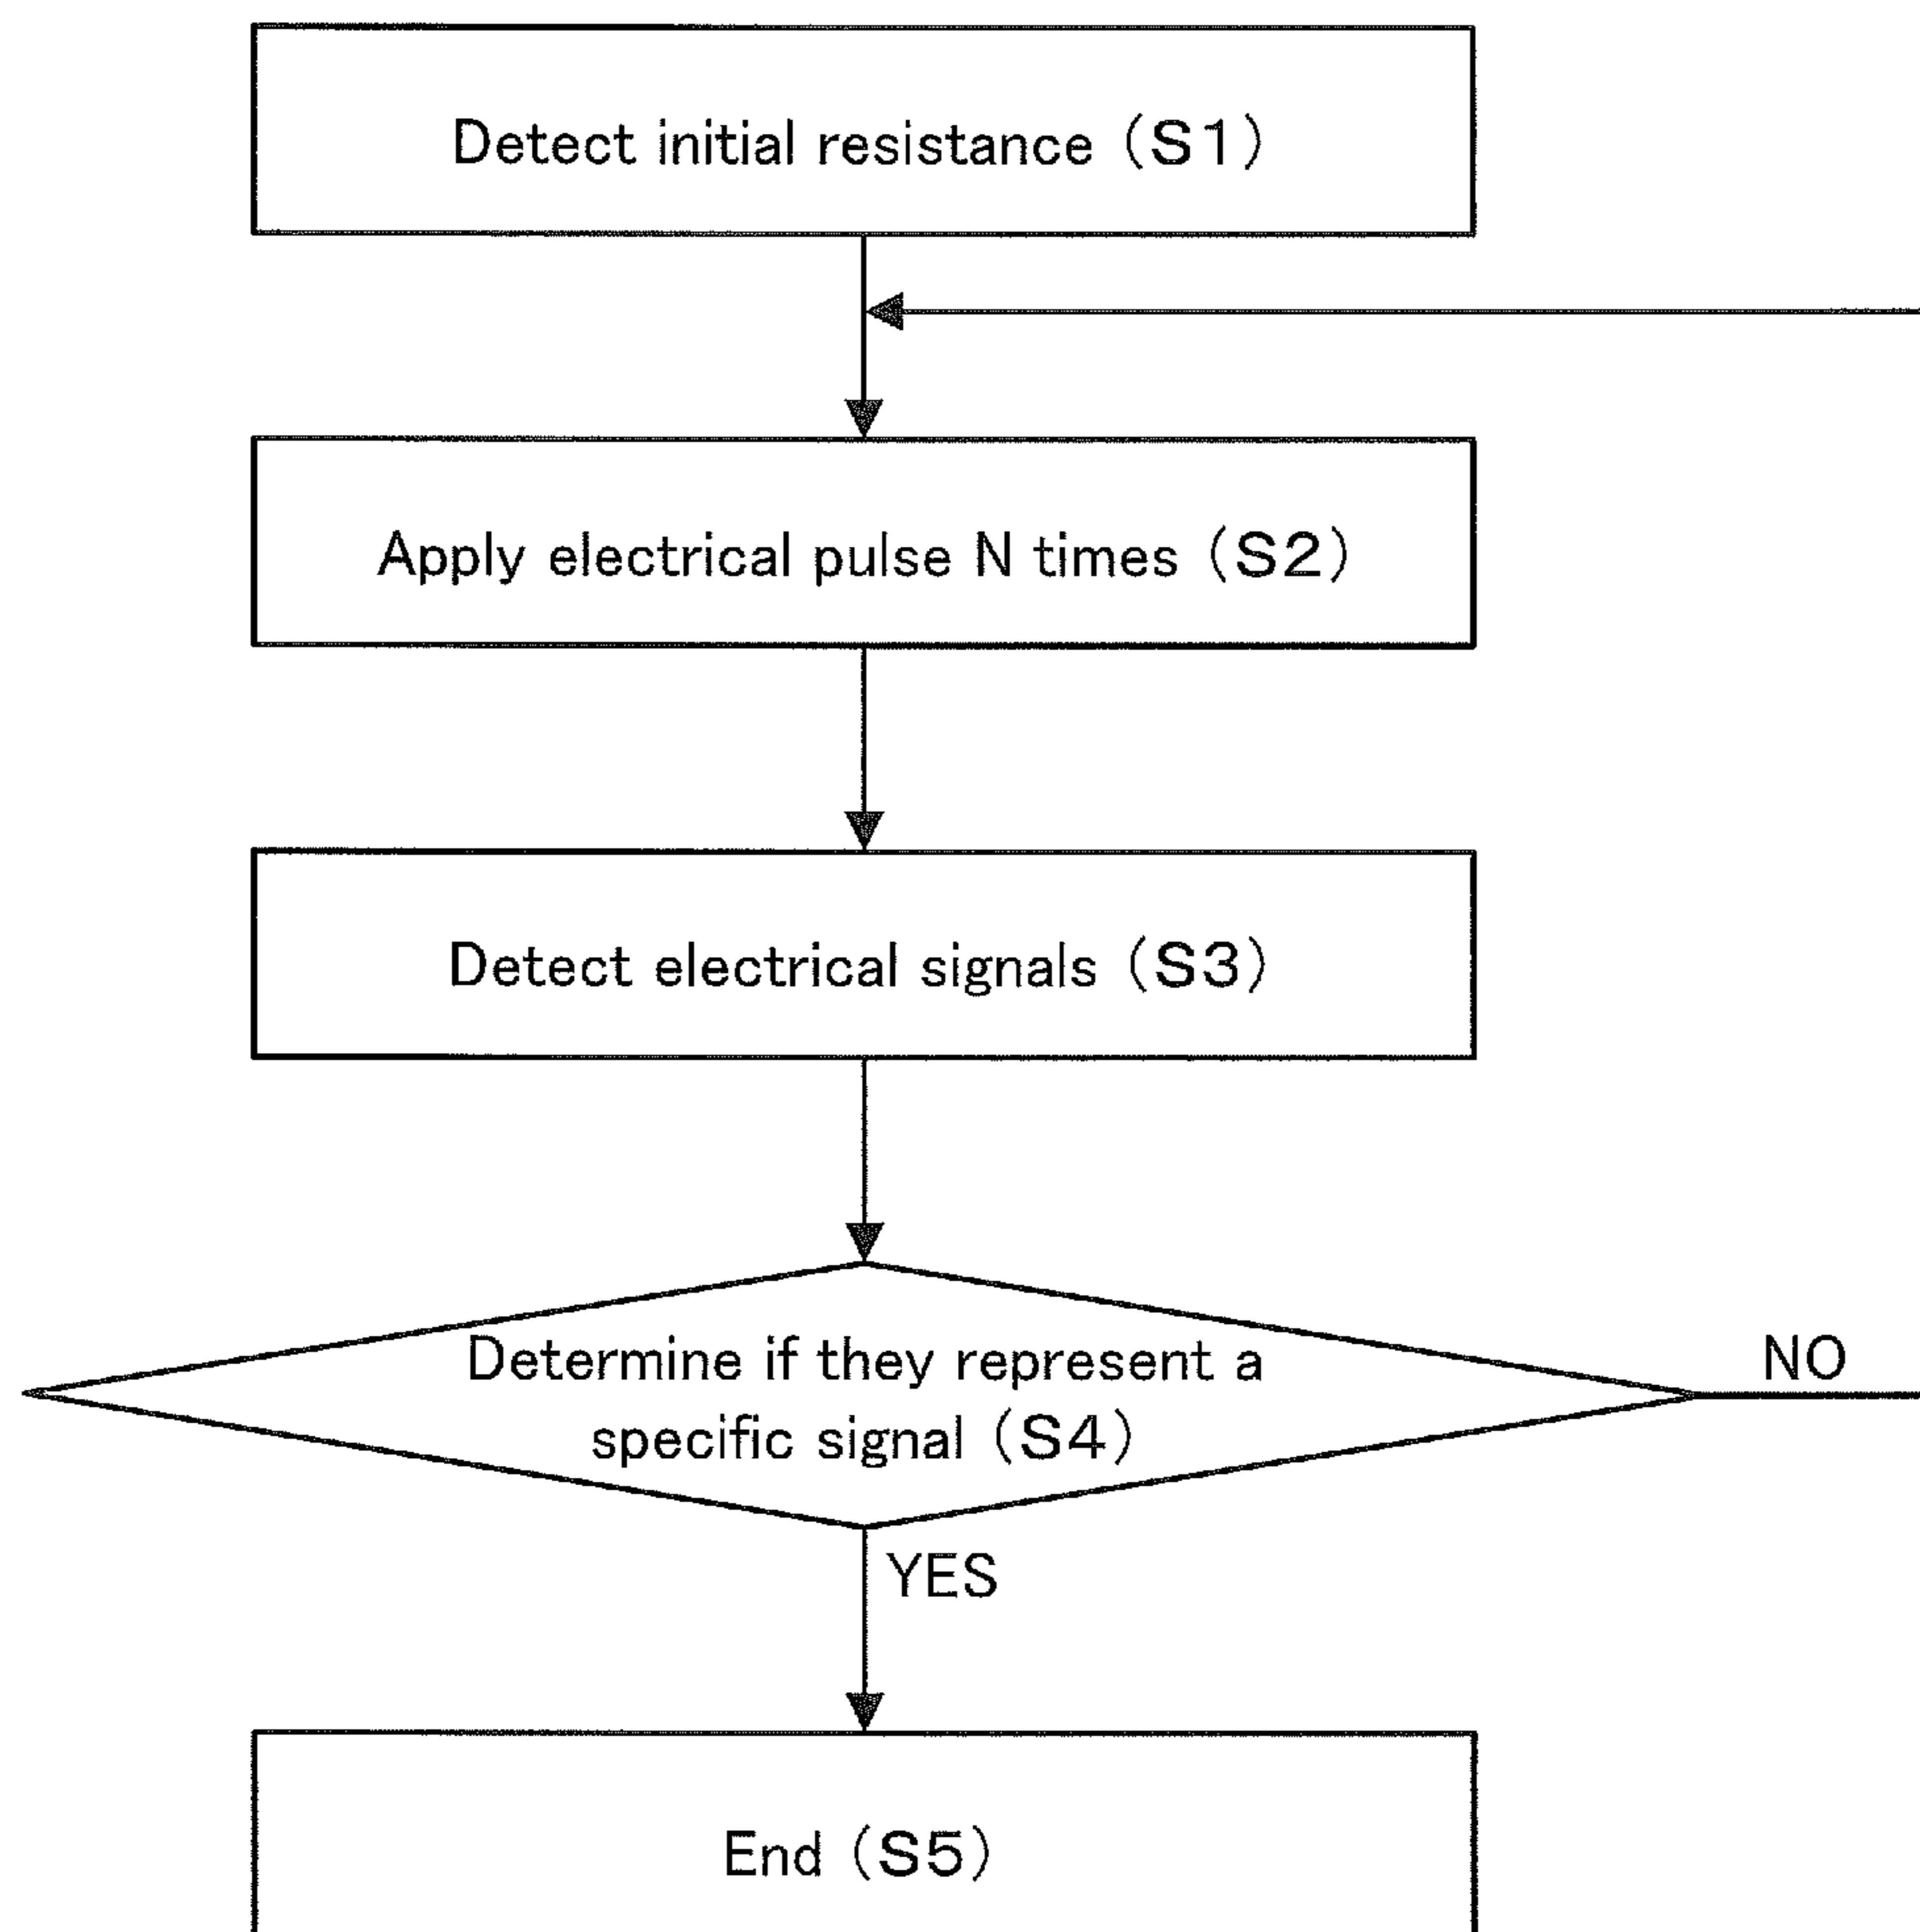 Detect initial resistance (S1)
Apply electrical pulse N times (S2)
Detect electrical signals (S3)
Determine if they represent a
specific signal (S4)
NO
YES
End (S5)